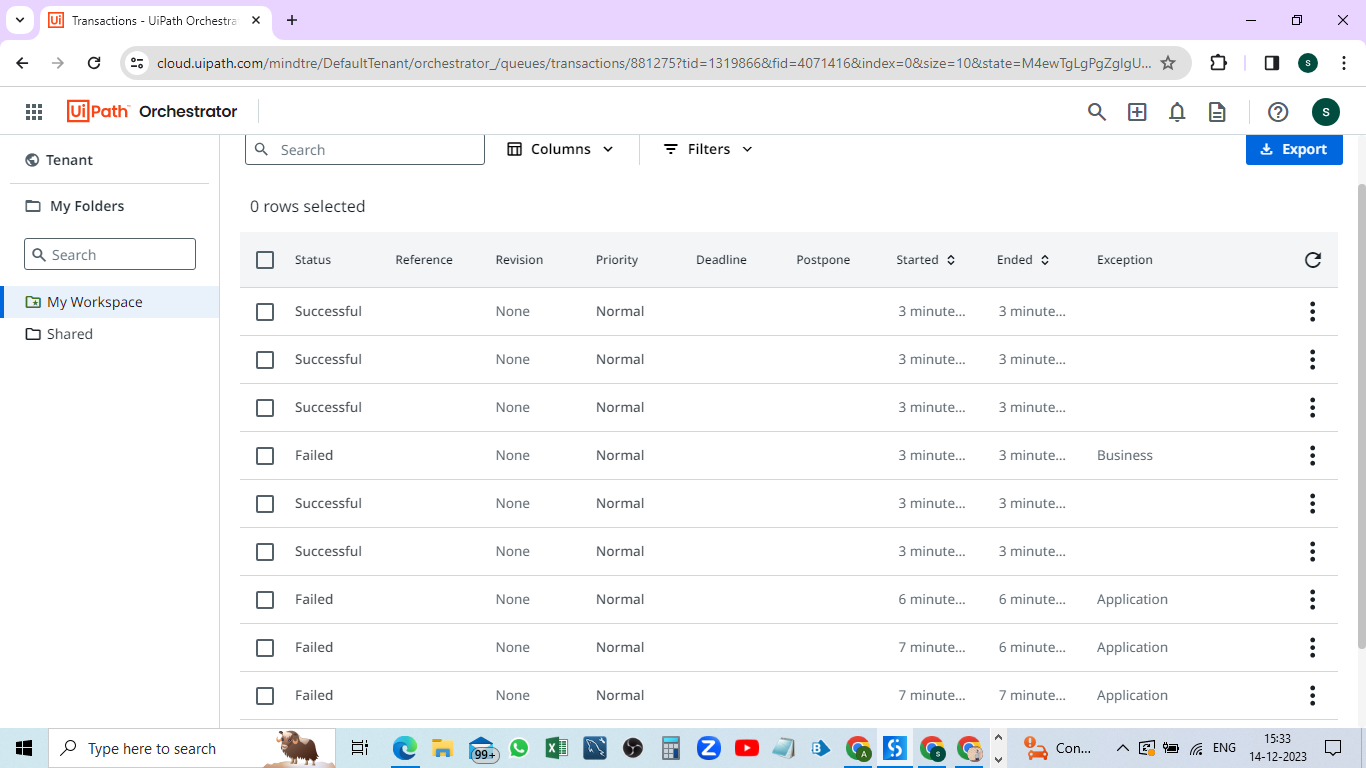 Transactions - UiPath Orchestra
cloud.uipath.com/mindtre/DefaultTenant/orchestrator_/queues/transactions/881275?tid=1319866&fid=4071416&index=0&size=10&state=M4ewTgLgPgZglgU...
S
UiPath Orchestrator
S
Tenant
My Folders
Search
My Workspace
Shared
Search
Columns
Filters
Export
0 rows selected
Status Reference Revision Priority Deadline Postpone Started Ended Exception
Successful None Normal 3 minute... 3 minute...
Successful None Normal 3 minute... 3 minute...
Successful None Normal 3 minute... 3 minute...
Failed None Normal 3 minute... 3 minute... Business
Successful None Normal 3 minute... 3 minute...
Successful None Normal 3 minute... 3 minute...
Failed None Normal 6 minute... 6 minute... Application
Failed None Normal 7 minute... 6 minute... Application
Failed None Normal 7 minute... 7 minute... Application
Type here to search
99+
Con...
ENG
15:33
14-12-2023